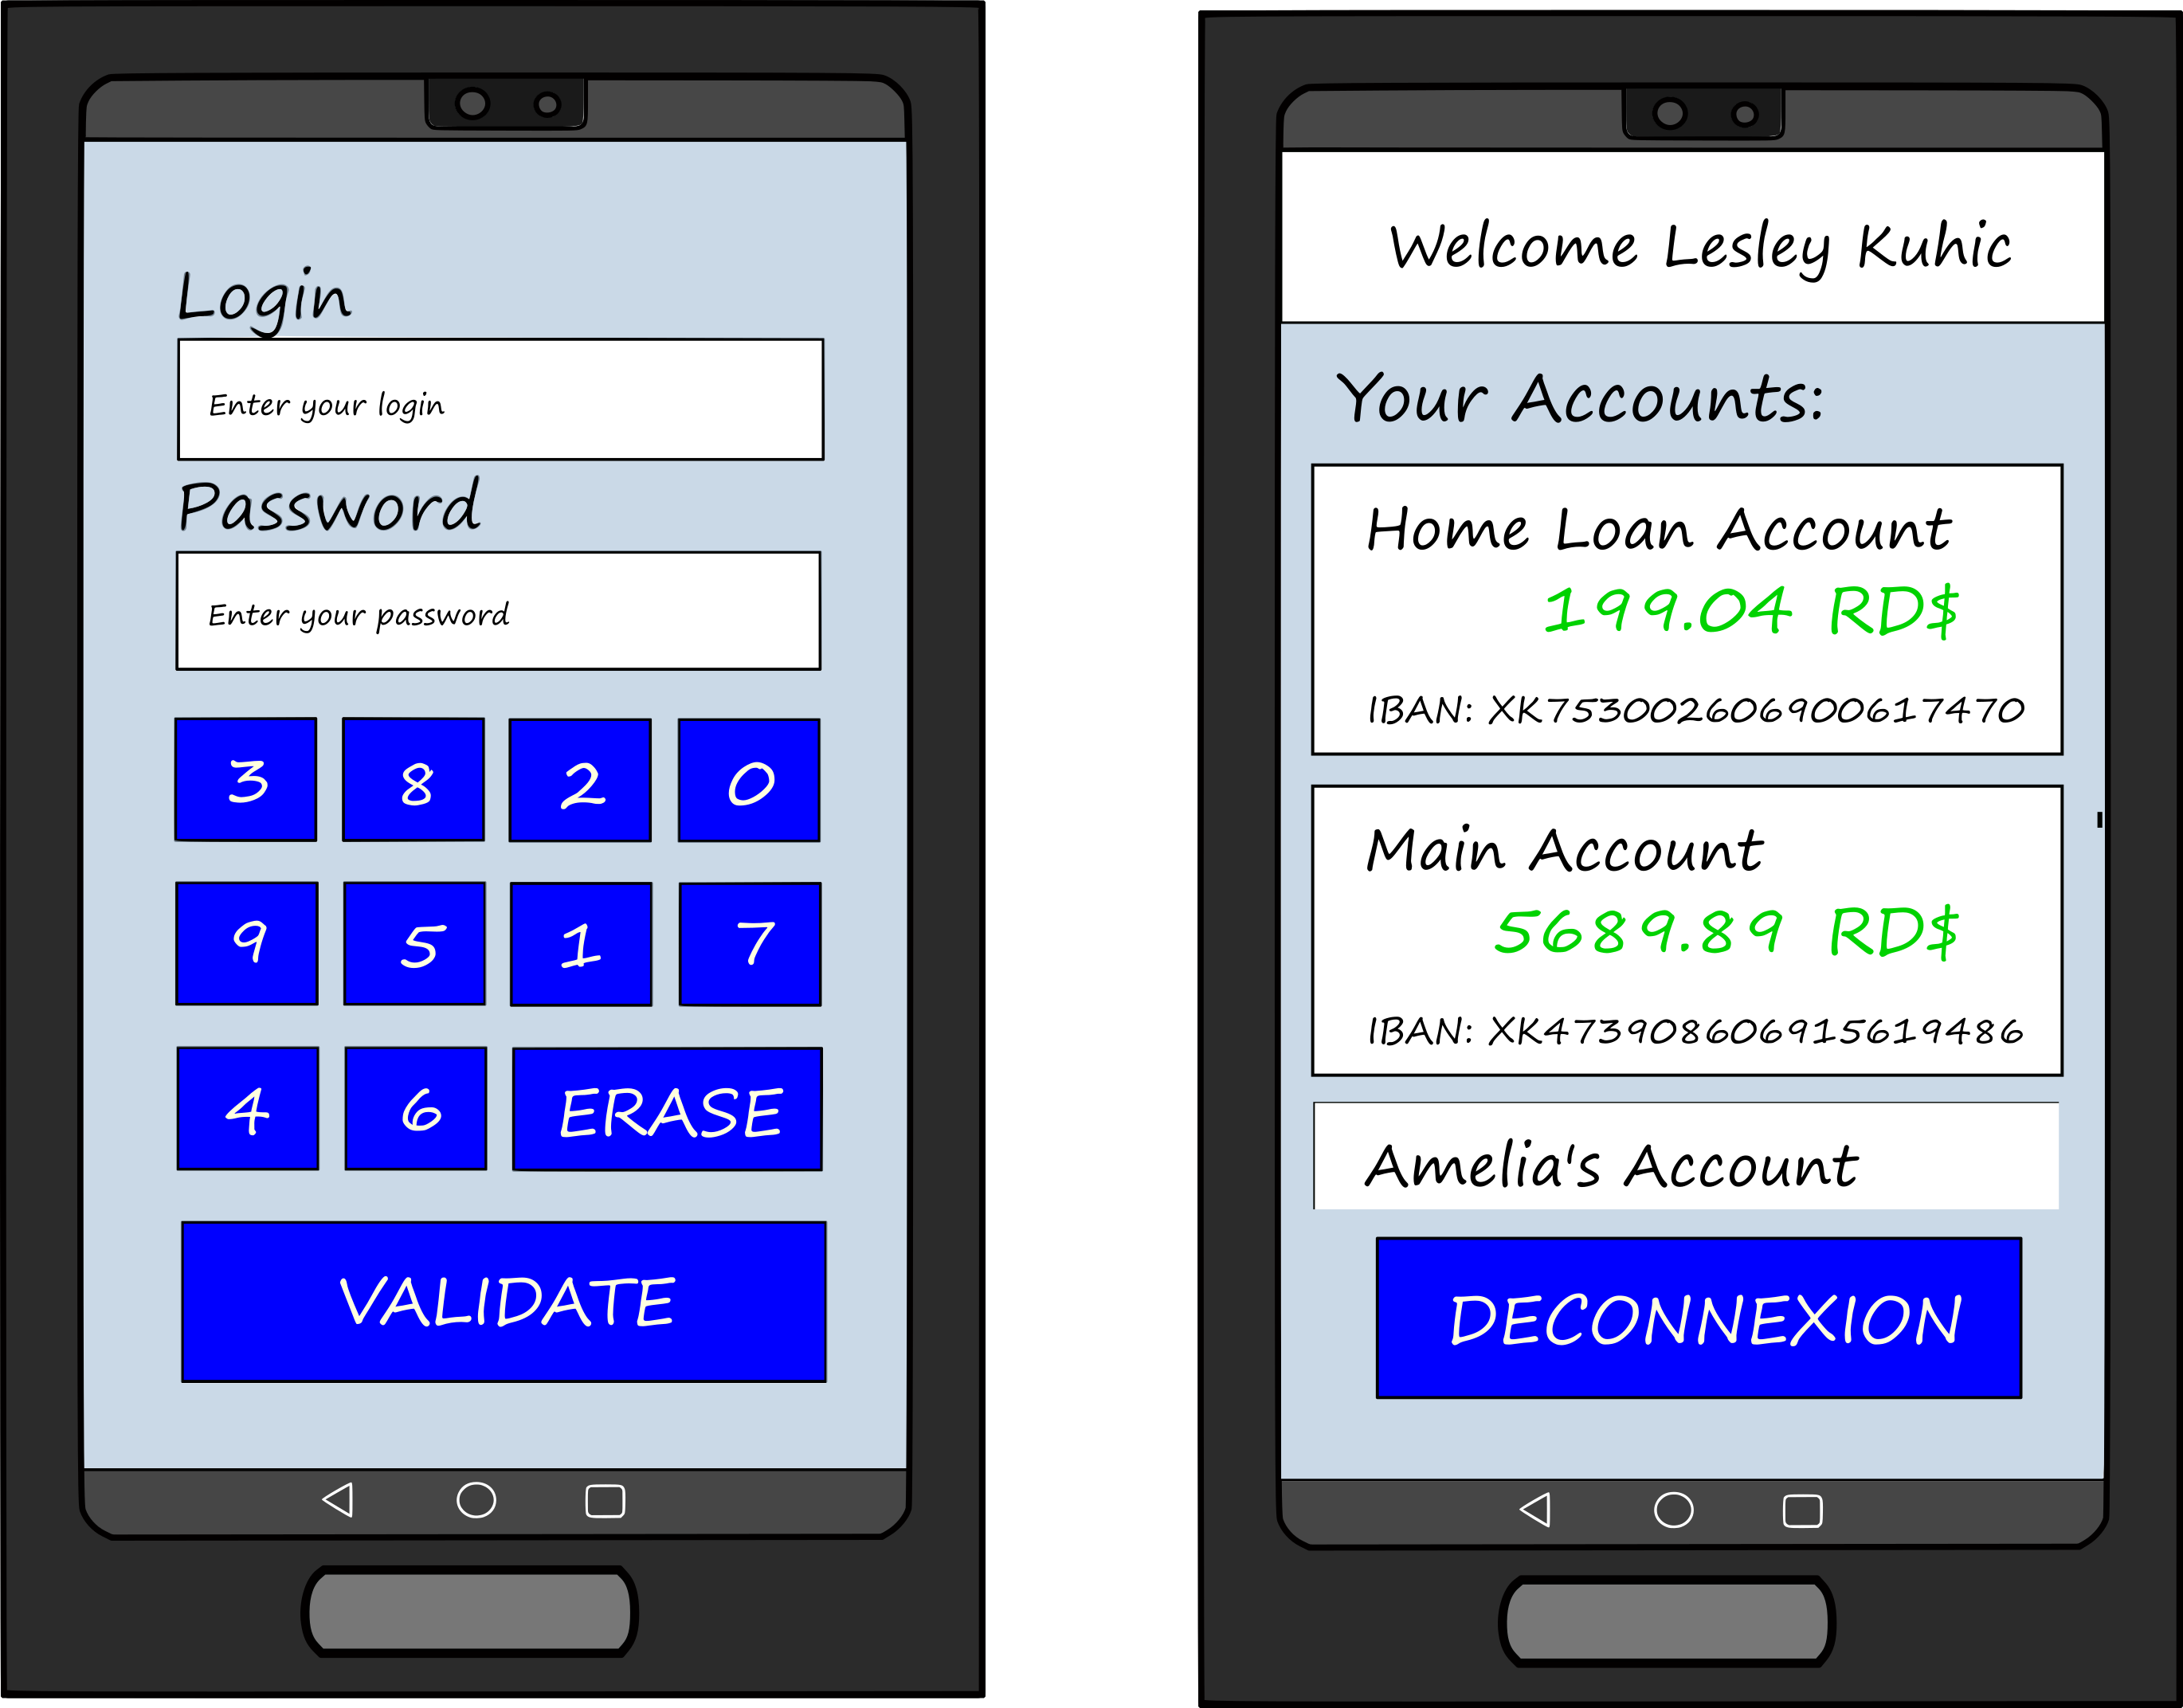 Login
Enter your login
Password
Enter your password
3 8 2 0
9 5 1 7
4 6 ERASE
VALIDATE
Welcome Lesley Kuhic
Your Accounts:
Home Loan Account
199.04 RD$
IBAN: XK753000260690061747​0
Main Account
5689.89 RD$
IBAN: XK473908606915619486
Amelia's Account
DECONNEXION